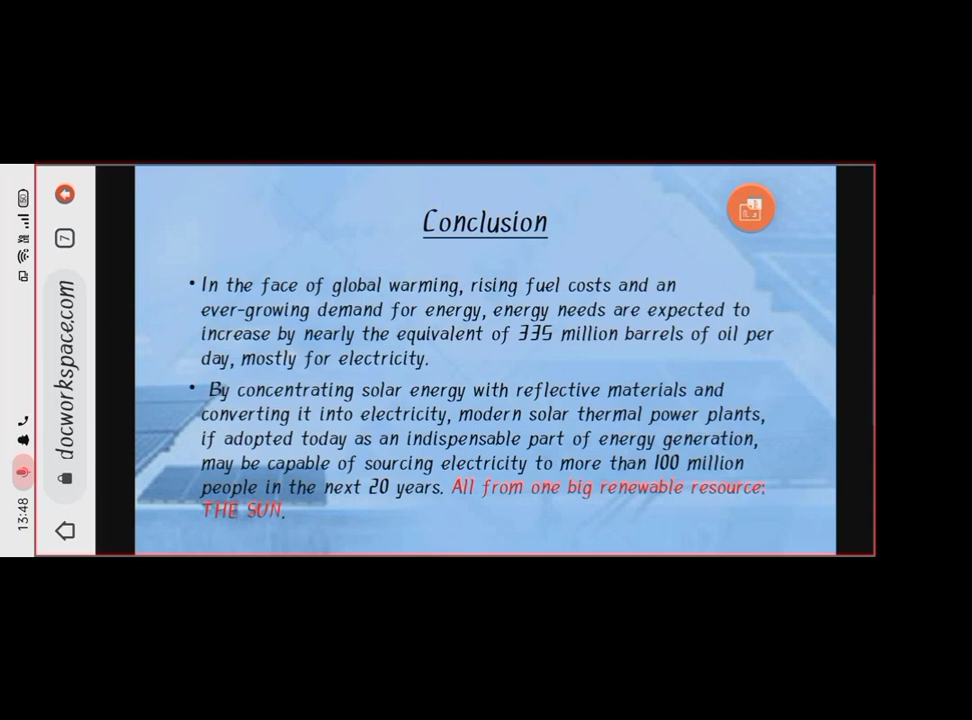 Conclusion
• In the face of global warming, rising fuel costs and an
ever-growing demand for energy, energy needs are expected to
increase by nearly the equivalent of 335 million barrels of oil per
day, mostly for electricity.
• By concentrating solar energy with reflective materials and
converting it into electricity, modern solar thermal power plants,
if adopted today as an indispensable part of energy generation,
may be capable of sourcing electricity to more than 100 million
people in the next 20 years. All from one big renewable resource:
THE SUN.
13:48
docworkspace.com
7
50